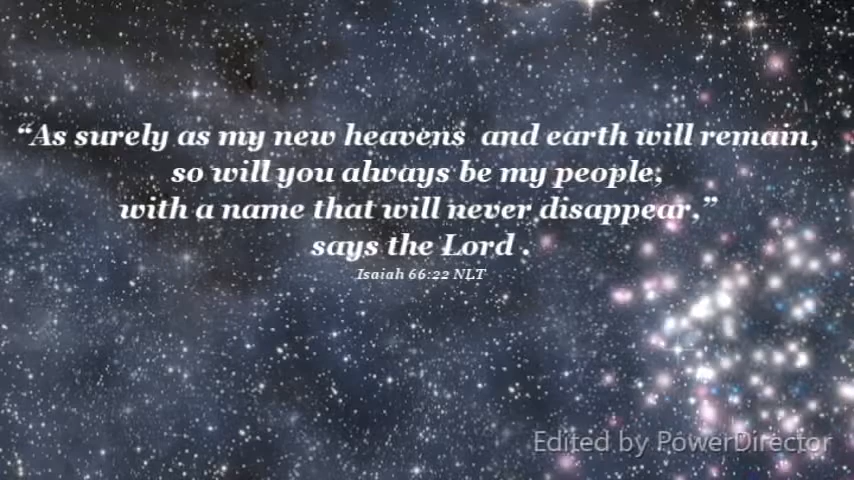 “As surely as my new heavens and earth will remain,
so will you always be my people,
with a name that will never disappear,”
says the Lord .
Isaiah 66:22 NLT
Edited by PowerDirector